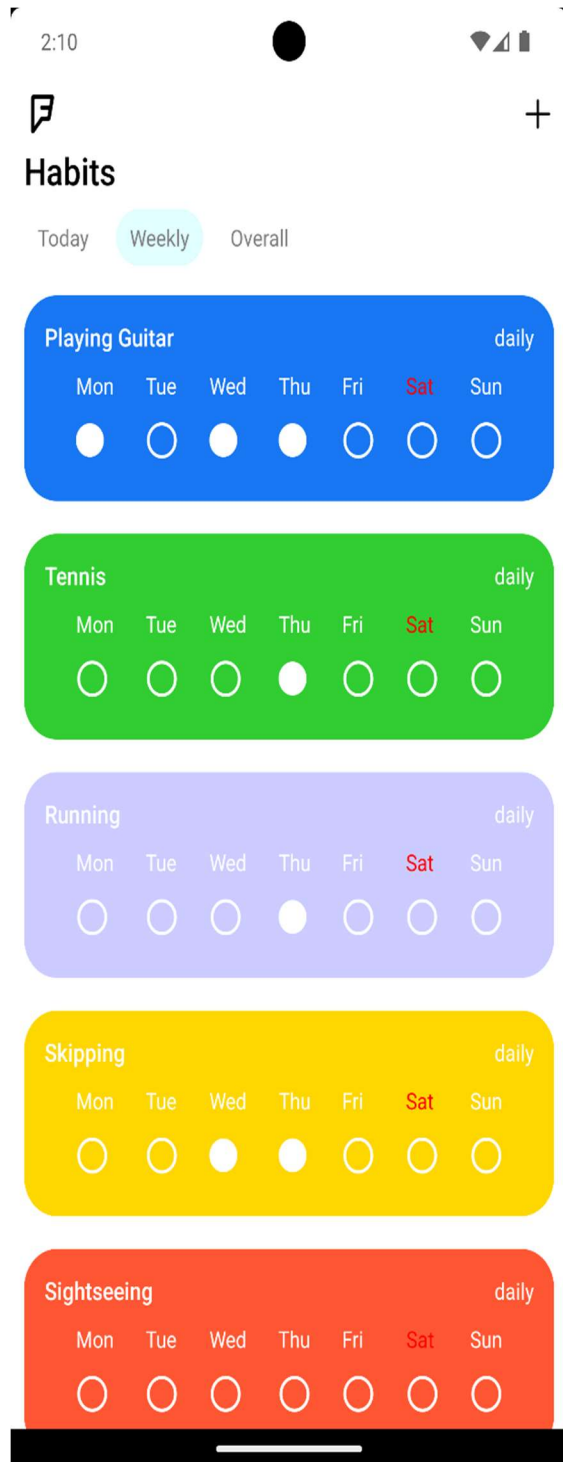 2:10
Habits
Today Weekly Overall
Playing Guitar daily
Mon Tue Wed Thu Fri Sat Sun
Tennis daily
Mon Tue Wed Thu Fri Sat Sun
Running daily
Mon Tue Wed Thu Fri Sat Sun
Skipping daily
Mon Tue Wed Thu Fri Sat Sun
Sightseeing daily
Mon Tue Wed Thu Fri Sat Sun